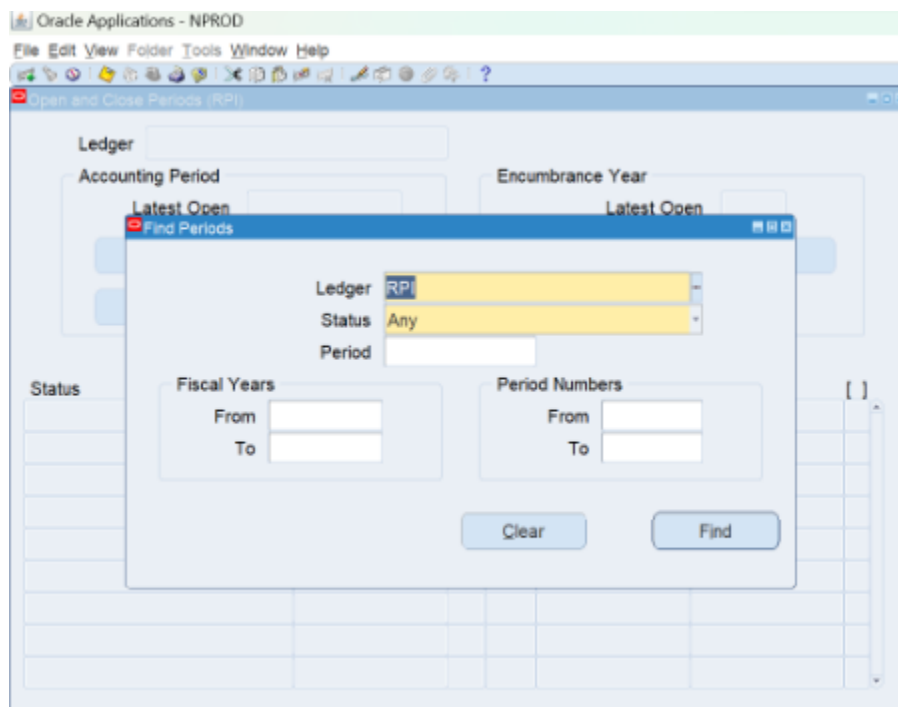 Oracle Applications - NPROD
File Edit View Folder Tools Window Help
?
Open and Close Periods (RPI)
Ledger
Accounting Period
Encumbrance Year
Latest Open
Latest Open
Find Periods
Ledger RPI
Status Any
Period
Status
Fiscal Years
Period Numbers
[ ]
From
From
To
To
Clear
Find